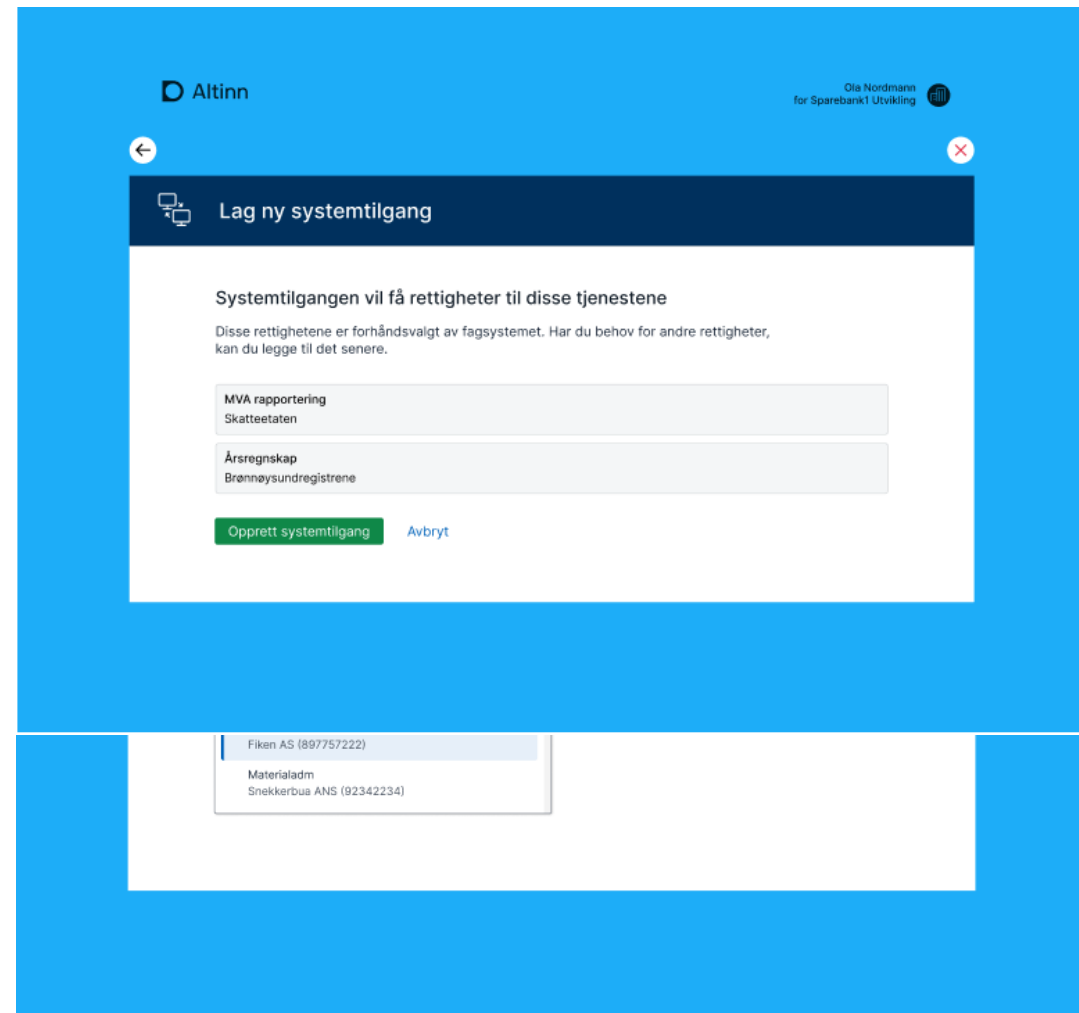 Altinn
Ola Nordmann
for Sparebank1 Utvikling
Lag ny systemtilgang
Systemtilgangen vil få rettigheter til disse tjenestene
Disse rettighetene er forhåndsvalgt av fagsystemet. Har du behov for andre rettigheter,
kan du legge til det senere.
MVA rapportering
Skatteetaten
Årsregnskap
Brønnøysundregistrene
Opprett systemtilgang Avbryt
Fiken AS (897757222)
Materialadm
Snekkerbua ANS (92342234)